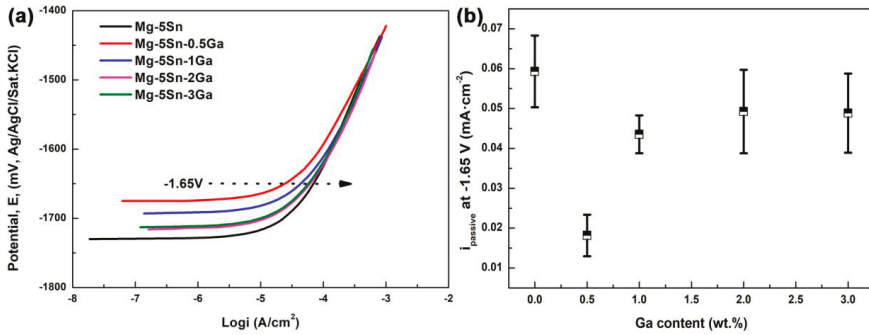 (a)
Mg-5Sn
Mg-5Sn-0.5Ga
Mg-5Sn-1Ga
Mg-5Sn-2Ga
Mg-5Sn-3Ga
-1.65V
-1400
-1500
-1600
-1700
-1800
Potential, E, (mV, Ag/AgCl/Sat.KCl)
-8 -7 -6 -5 -4 -3 -2
Logi (A/cm²)
(b)
0.07
0.06
0.05
0.04
0.03
0.02
0.01
i_passive at -1.65 V (mA·cm⁻²)
0.0 0.5 1.0 1.5 2.0 2.5 3.0
Ga content (wt.%)